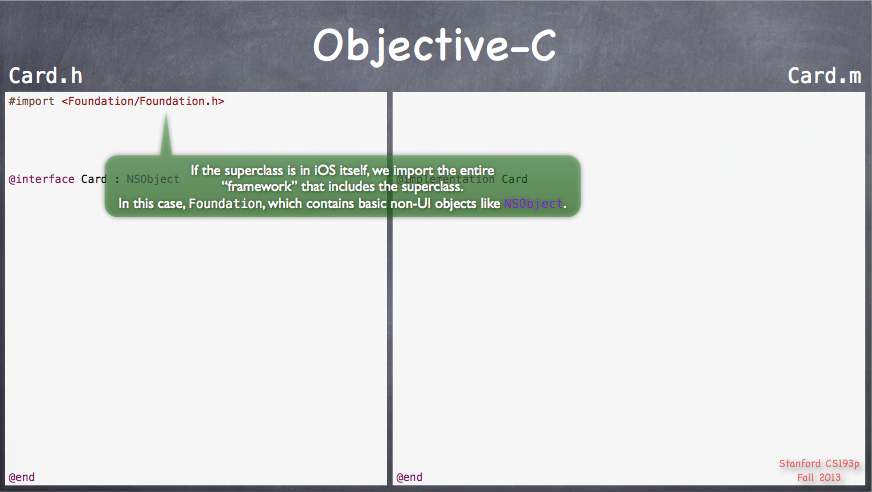 Objective-C
Card.h
Card.m
#import <Foundation/Foundation.h>
If the superclass is in iOS itself, we import the entire
“framework” that includes the superclass.
In this case, Foundation, which contains basic non-UI objects like NSObject.
@interface Card : NSObject
@implementation Card
@end
@end
Stanford CS193p
Fall 2013